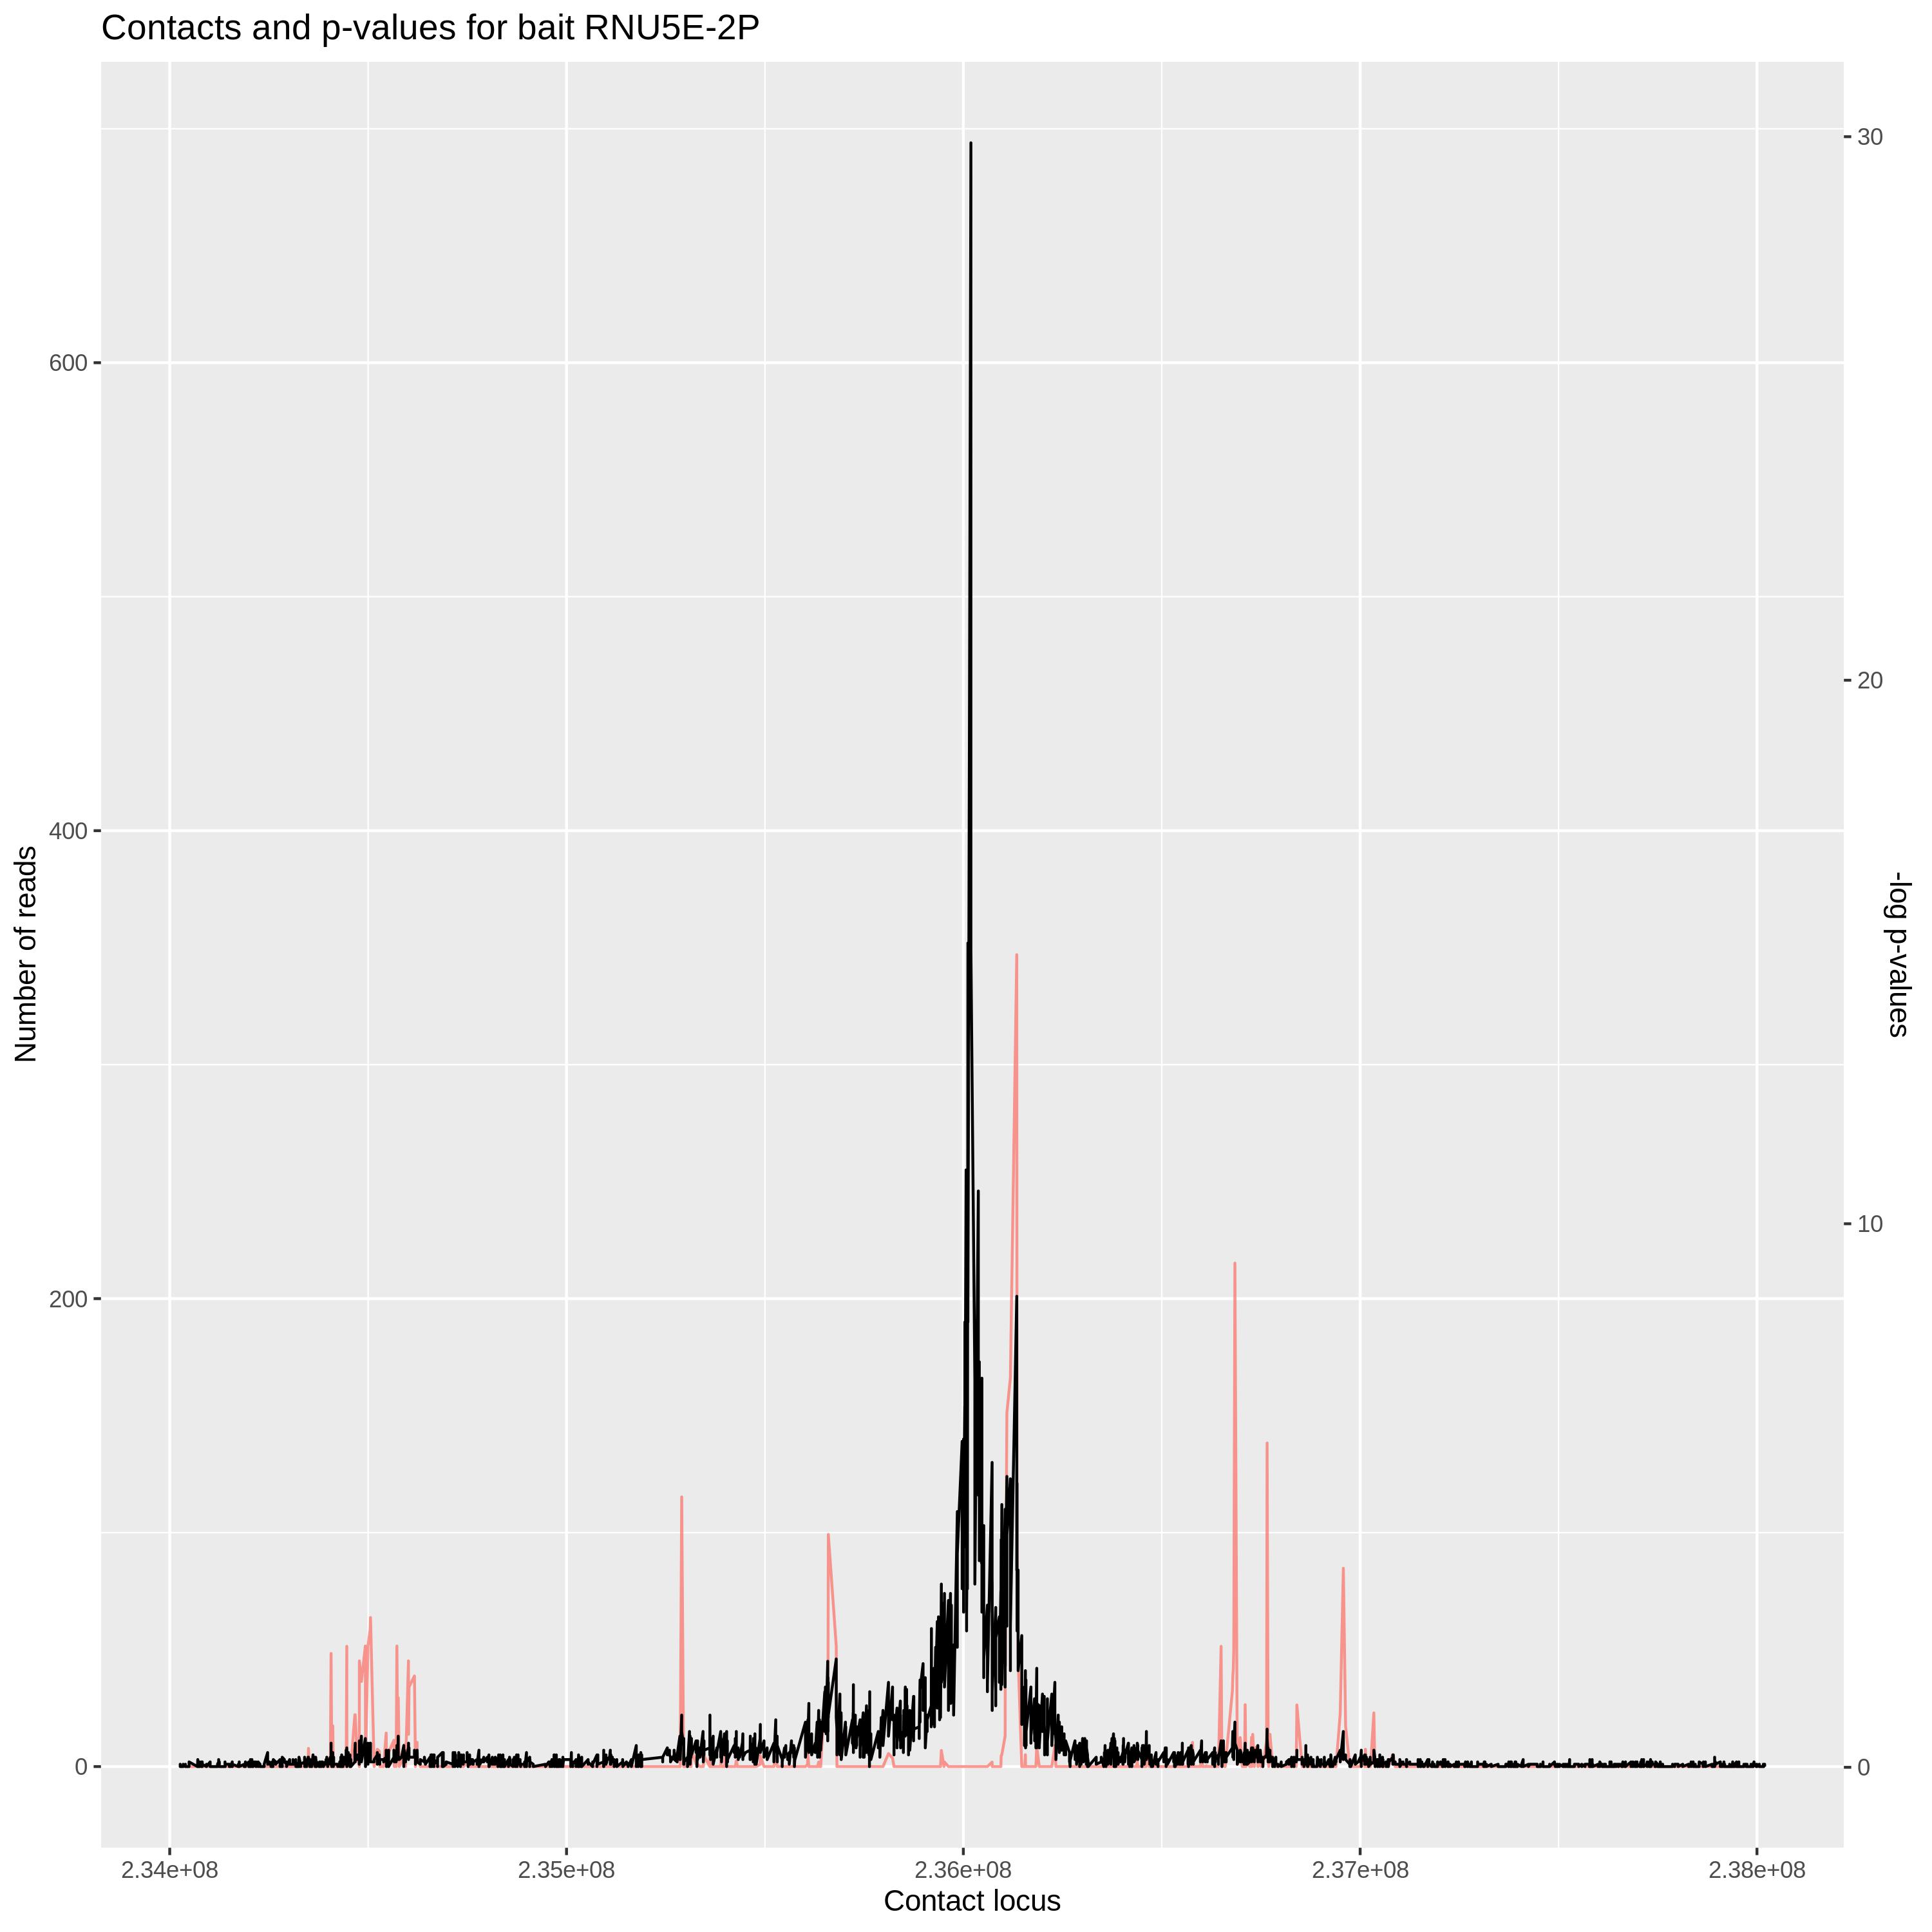 Contacts and p-values for bait RNU5E-2P
600
400
200
0
Number of reads
30
20
10
0
-log p-values
2.34e+08
2.35e+08
2.36e+08
2.37e+08
2.38e+08
Contact locus